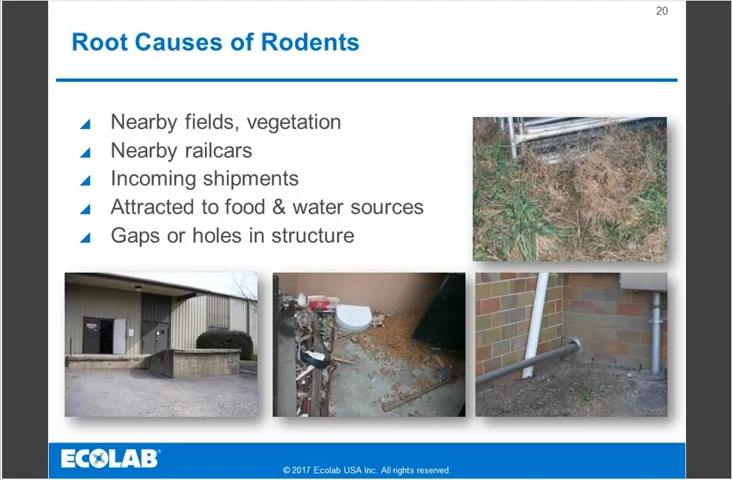 20
Root Causes of Rodents
Nearby fields, vegetation
Nearby railcars
Incoming shipments
Attracted to food & water sources
Gaps or holes in structure
ECOLAB®
© 2017 Ecolab USA Inc. All rights reserved.